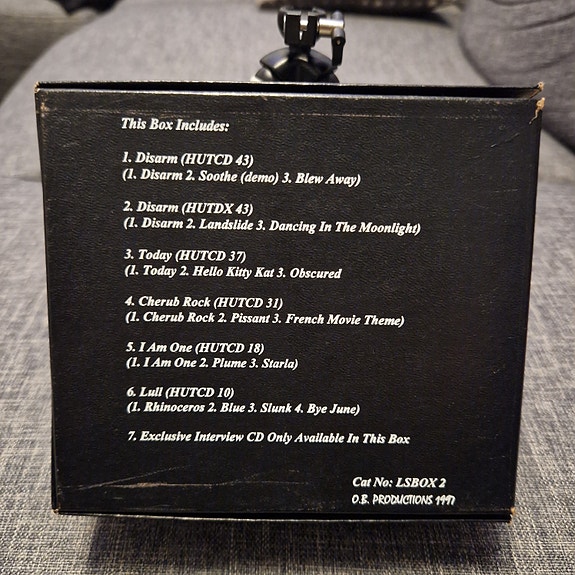 This Box Includes:
1. Disarm (HUTCD 43)
(1. Disarm 2. Soothe (demo) 3. Blew Away)
2. Disarm (HUTDX 43)
(1. Disarm 2. Landslide 3. Dancing In The Moonlight)
3. Today (HUTCD 37)
(1. Today 2. Hello Kitty Kat 3. Obscured
4. Cherub Rock (HUTCD 31)
(1. Cherub Rock 2. Pissant 3. French Movie Theme)
5. I Am One (HUTCD 18)
(1. I Am One 2. Plume 3. Starla)
6. Lull (HUTCD 10)
(1. Rhinoceros 2. Blue 3. Slunk 4. Bye June)
7. Exclusive Interview CD Only Available In This Box
Cat No: LSBOX 2
O.B. PRODUCTIONS 1997